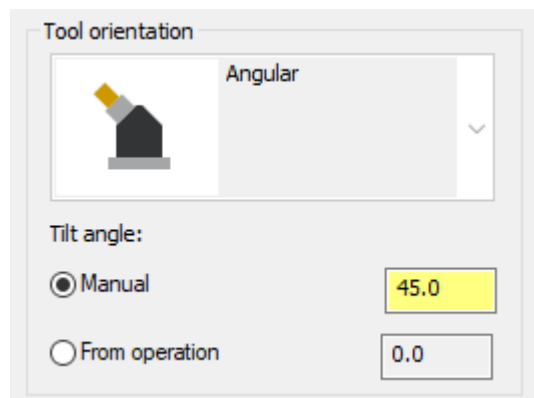 Tool orientation
Angular
Tilt angle:
Manual 45.0
From operation 0.0